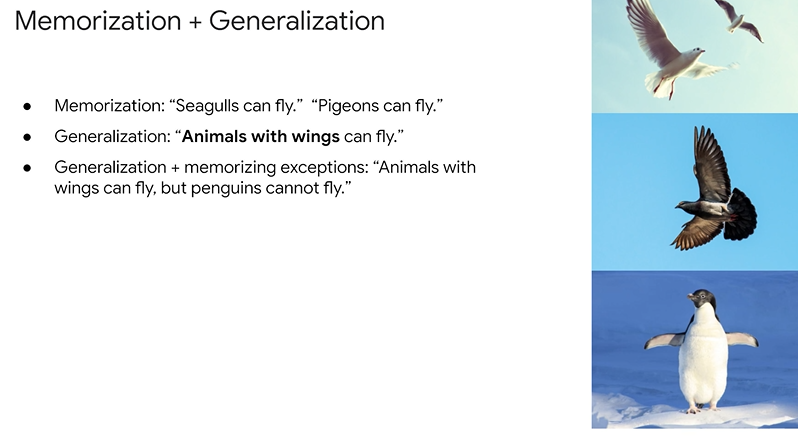 Memorization + Generalization
● Memorization: “Seagulls can fly.”  “Pigeons can fly.”
● Generalization: “Animals with wings can fly.”
● Generalization + memorizing exceptions: “Animals with
wings can fly, but penguins cannot fly.”